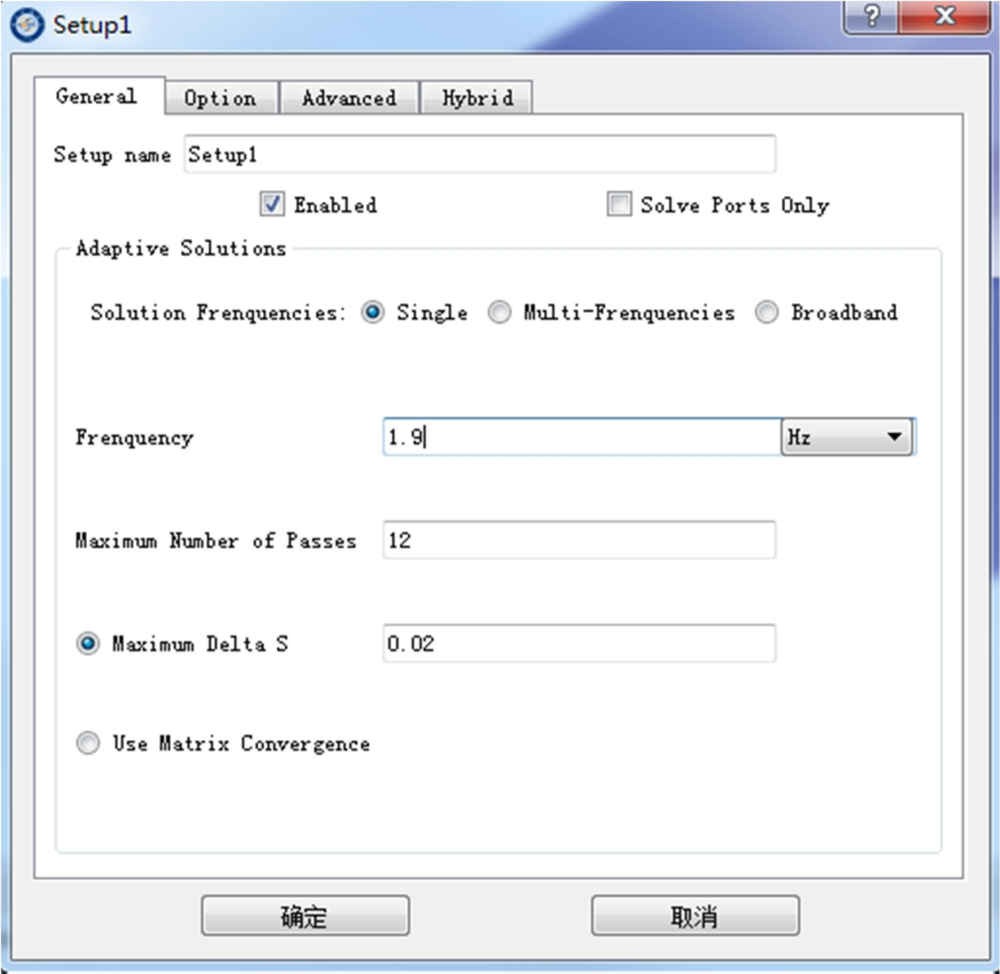 Setup1
General Option Advanced Hybrid
Setup name Setup1
Enabled Solve Ports Only
Adaptive Solutions
Solution Frenquencies: Single Multi-Frenquencies Broadband
Frenquency 1.9 Hz
Maximum Number of Passes 12
Maximum Delta S 0.02
Use Matrix Convergence
确定 取消